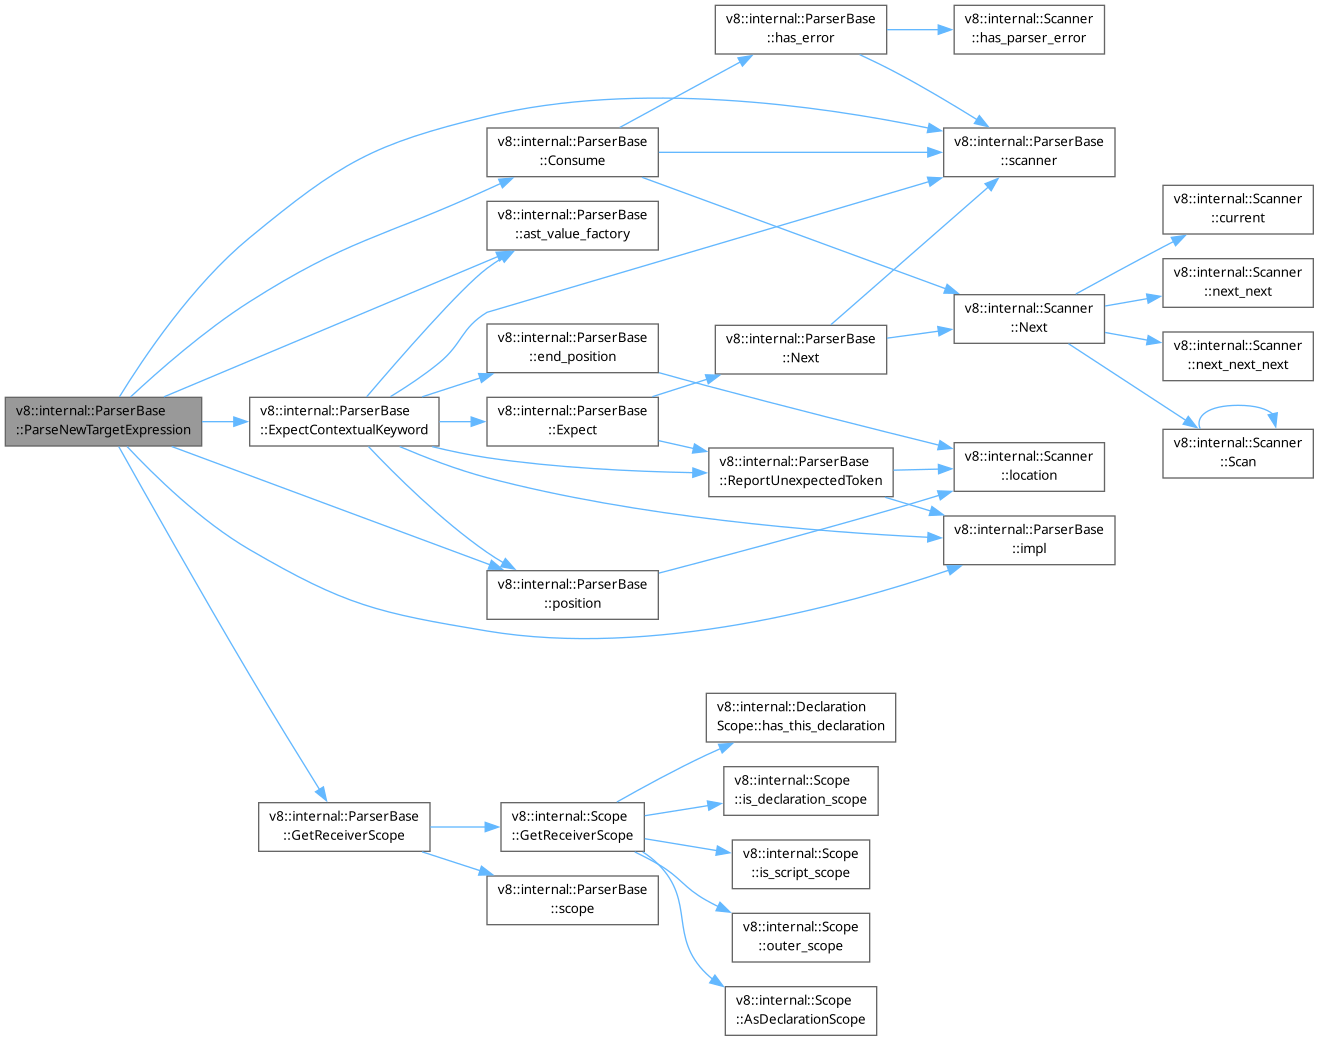 v8::internal::ParserBase
::has_error
v8::internal::Scanner
::has_parser_error
v8::internal::ParserBase
::Consume
v8::internal::ParserBase
::scanner
v8::internal::ParserBase
::ast_value_factory
v8::internal::Scanner
::current
v8::internal::Scanner
::next_next
v8::internal::ParserBase
::end_position
v8::internal::ParserBase
::Next
v8::internal::Scanner
::Next
v8::internal::Scanner
::next_next_next
v8::internal::ParserBase
::ParseNewTargetExpression
v8::internal::ParserBase
::ExpectContextualKeyword
v8::internal::ParserBase
::Expect
v8::internal::ParserBase
::ReportUnexpectedToken
v8::internal::Scanner
::location
v8::internal::Scanner
::Scan
v8::internal::ParserBase
::impl
v8::internal::ParserBase
::position
v8::internal::Declaration
Scope::has_this_declaration
v8::internal::Scope
::is_declaration_scope
v8::internal::ParserBase
::GetReceiverScope
v8::internal::Scope
::GetReceiverScope
v8::internal::Scope
::is_script_scope
v8::internal::ParserBase
::scope
v8::internal::Scope
::outer_scope
v8::internal::Scope
::AsDeclarationScope